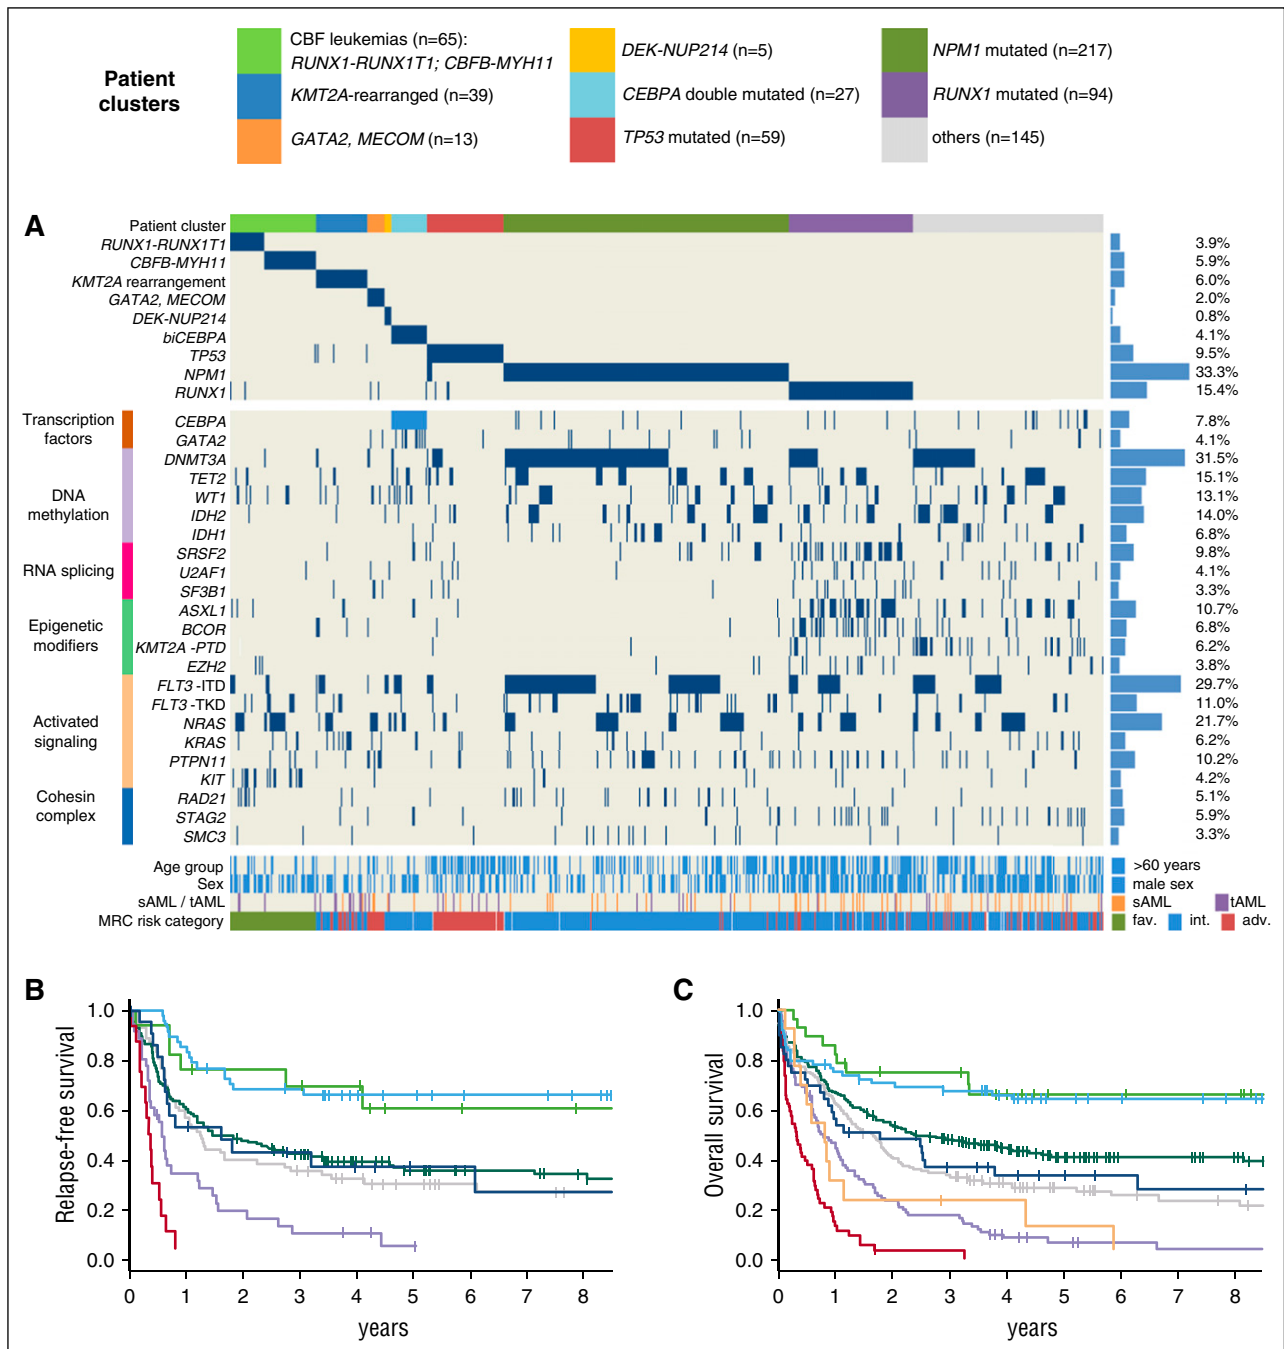 Patient
clusters
CBF leukemias (n=65):
RUNX1-RUNX1T1; CBFB-MYH11
KMT2A-rearranged (n=39)
GATA2, MECOM (n=13)
DEK-NUP214 (n=5)
CEBPA double mutated (n=27)
TP53 mutated (n=59)
NPM1 mutated (n=217)
RUNX1 mutated (n=94)
others (n=145)
A
Patient cluster
RUNX1-RUNX1T1 3.9%
CBFB-MYH11 5.9%
KMT2A rearrangement 6.0%
GATA2, MECOM 2.0%
DEK-NUP214 0.8%
biCEBPA 4.1%
TP53 9.5%
NPM1 33.3%
RUNX1 15.4%
Transcription
factors
CEBPA 7.8%
GATA2 4.1%
DNA
methylation
DNMT3A 31.5%
TET2 15.1%
WT1 13.1%
IDH2 14.0%
IDH1 6.8%
RNA splicing
SRSF2 9.8%
U2AF1 4.1%
SF3B1 3.3%
Epigenetic
modifiers
ASXL1 10.7%
BCOR 6.8%
KMT2A -PTD 6.2%
EZH2 3.8%
Activated
signaling
FLT3 -ITD 29.7%
FLT3 -TKD 11.0%
NRAS 21.7%
KRAS 6.2%
PTPN11 10.2%
KIT 4.2%
Cohesin
complex
RAD21 5.1%
STAG2 5.9%
SMC3 3.3%
Age group >60 years
Sex male sex
sAML / tAML sAML tAML
MRC risk category fav. int. adv.
B
Relapse-free survival
1.0
0.8
0.6
0.4
0.2
0.0
0 1 2 3 4 5 6 7 8
years
C
Overall survival
1.0
0.8
0.6
0.4
0.2
0.0
0 1 2 3 4 5 6 7 8
years